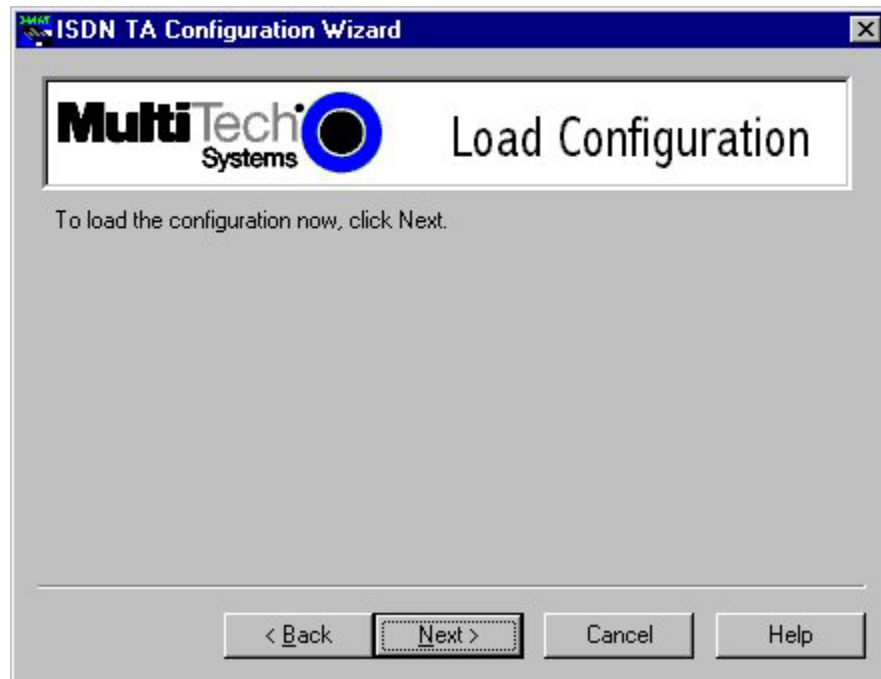 ISDN TA Configuration Wizard
MultiTech
Systems
Load Configuration
To load the configuration now, click Next.
< Back
Next >
Cancel
Help